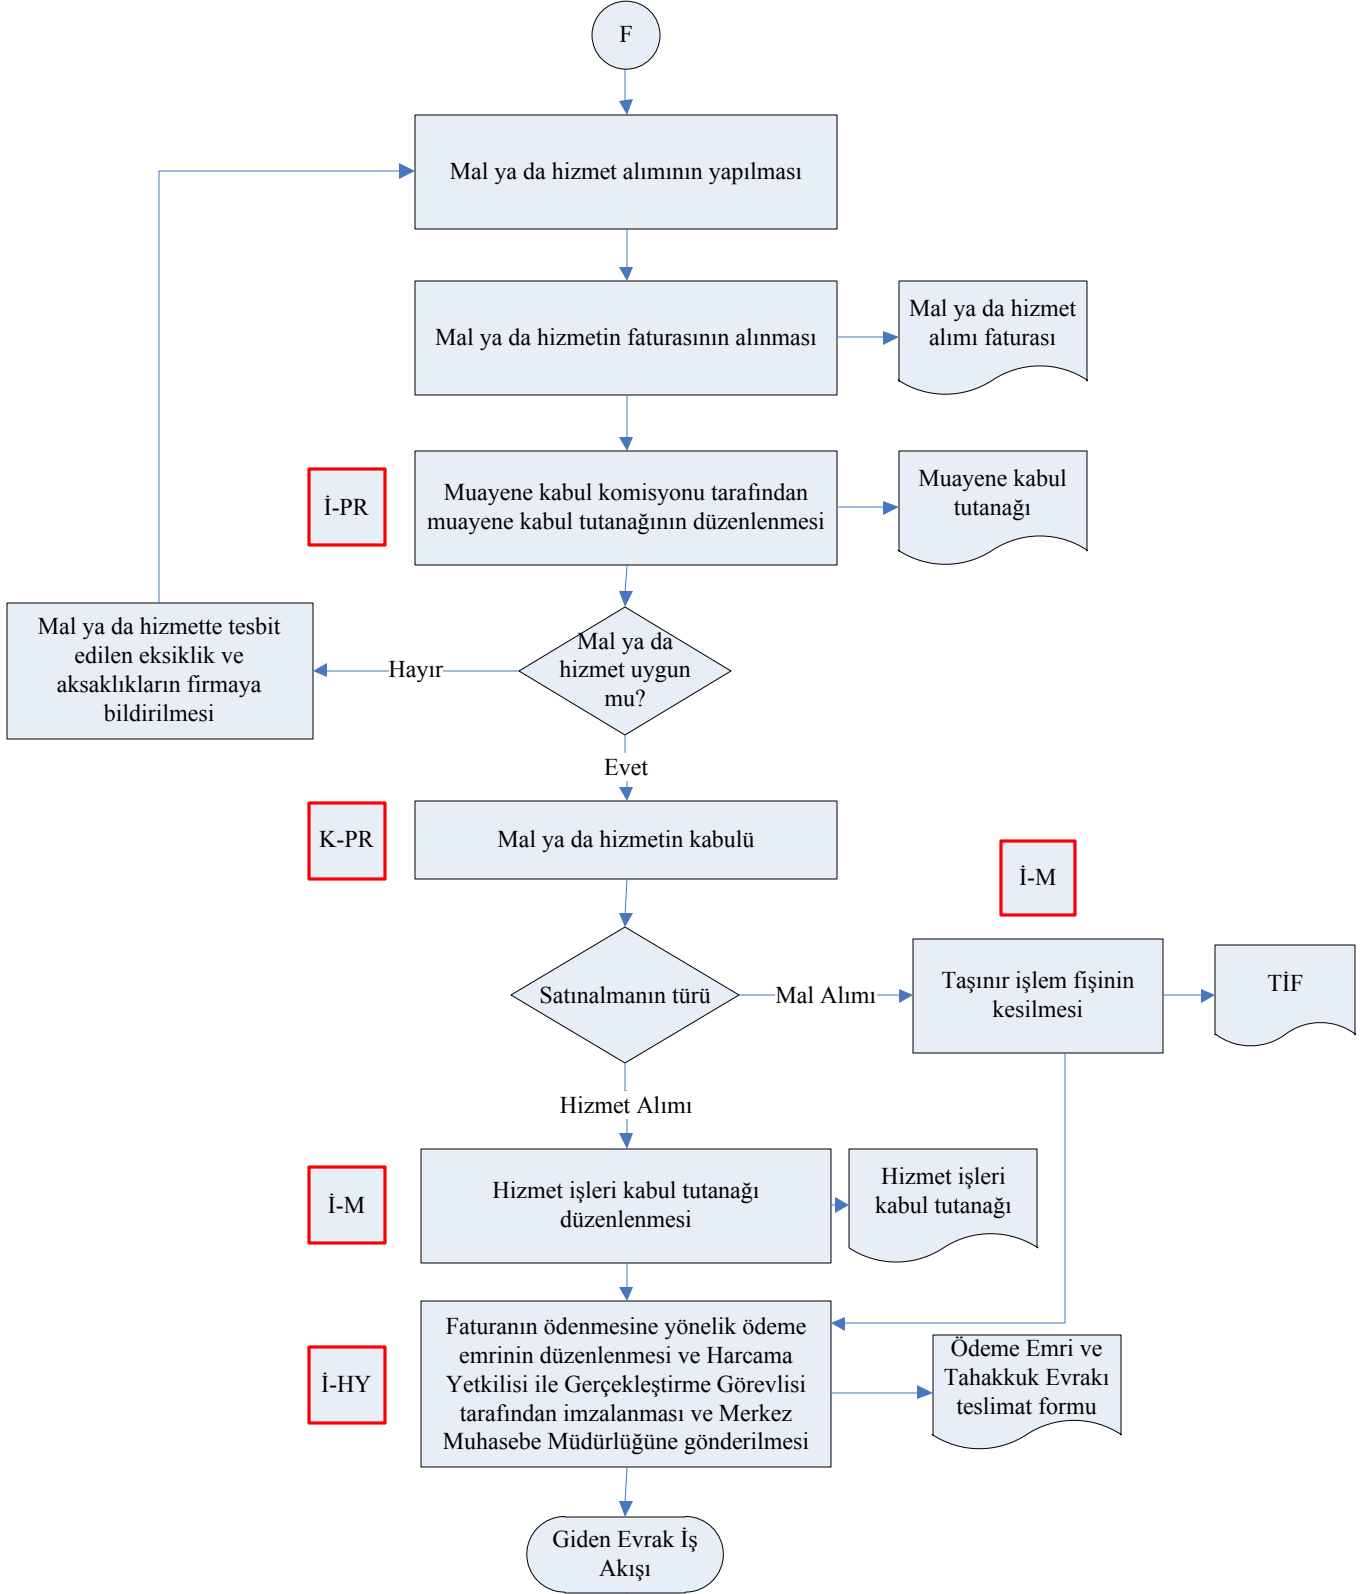 F
Mal ya da hizmet alımının yapılması
Mal ya da hizmetin faturasının alınması
Mal ya da hizmet
alımı faturası
İ-PR
Muayene kabul komisyonu tarafından
muayene kabul tutanağının düzenlenmesi
Muayene kabul
tutanağı
Mal ya da hizmette tesbit
edilen eksiklik ve
aksaklıkların firmaya
bildirilmesi
Hayır
Mal ya da
hizmet uygun
mu?
Evet
K-PR
Mal ya da hizmetin kabulü
İ-M
Satınalmanın türü
Mal Alımı
Taşınır işlem fişinin
kesilmesi
TİF
Hizmet Alımı
İ-M
Hizmet işleri kabul tutanağı
düzenlenmesi
Hizmet işleri
kabul tutanağı
İ-HY
Faturanın ödenmesine yönelik ödeme
emrinin düzenlenmesi ve Harcama
Yetkilisi ile Gerçekleştirme Görevlisi
tarafından imzalanması ve Merkez
Muhasebe Müdürlüğüne gönderilmesi
Ödeme Emri ve
Tahakkuk Evrakı
teslimat formu
Giden Evrak İş
Akışı